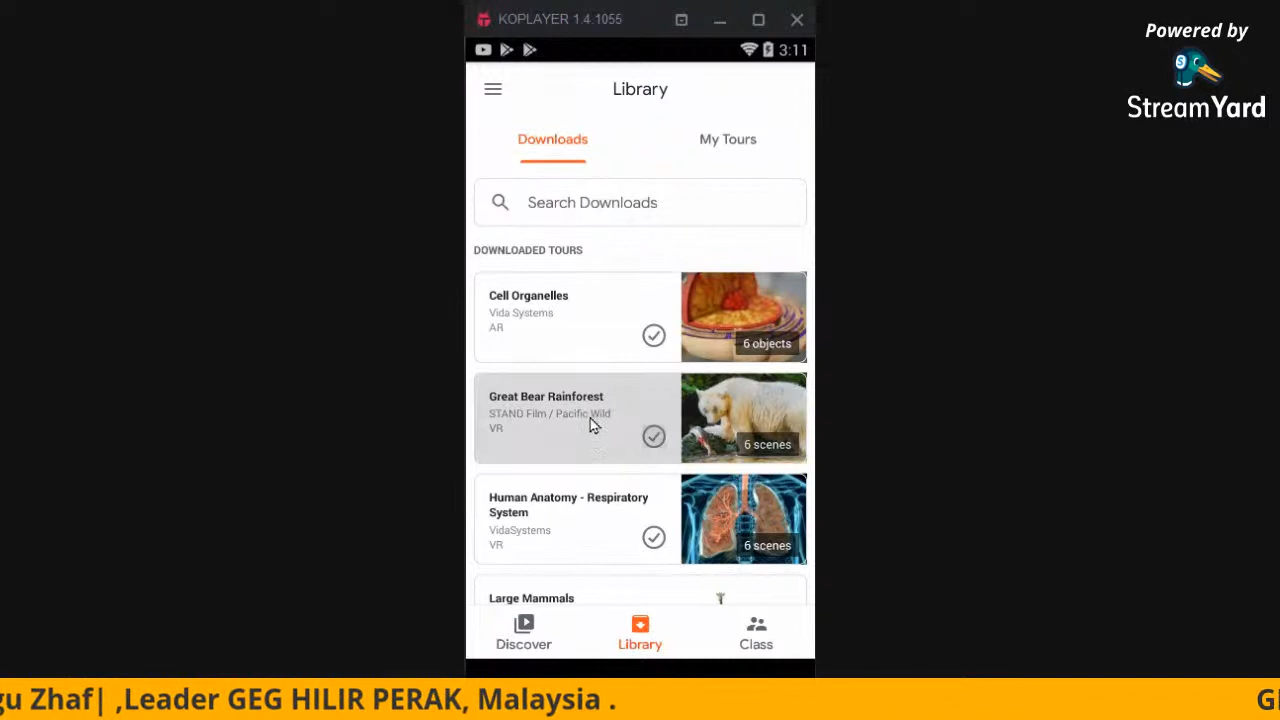 KOPLAYER 1.4.1055
3:11
Powered by
StreamYard
Library
Downloads
My Tours
Search Downloads
DOWNLOADED TOURS
Cell Organelles
Vida Systems
AR
6 objects
Great Bear Rainforest
STAND Film / Pacific Wild
VR
6 scenes
Human Anatomy - Respiratory
System
VidaSystems
VR
6 scenes
Large Mammals
Discover
Library
Class
gu Zhaf| ,Leader GEG HILIR PERAK, Malaysia .